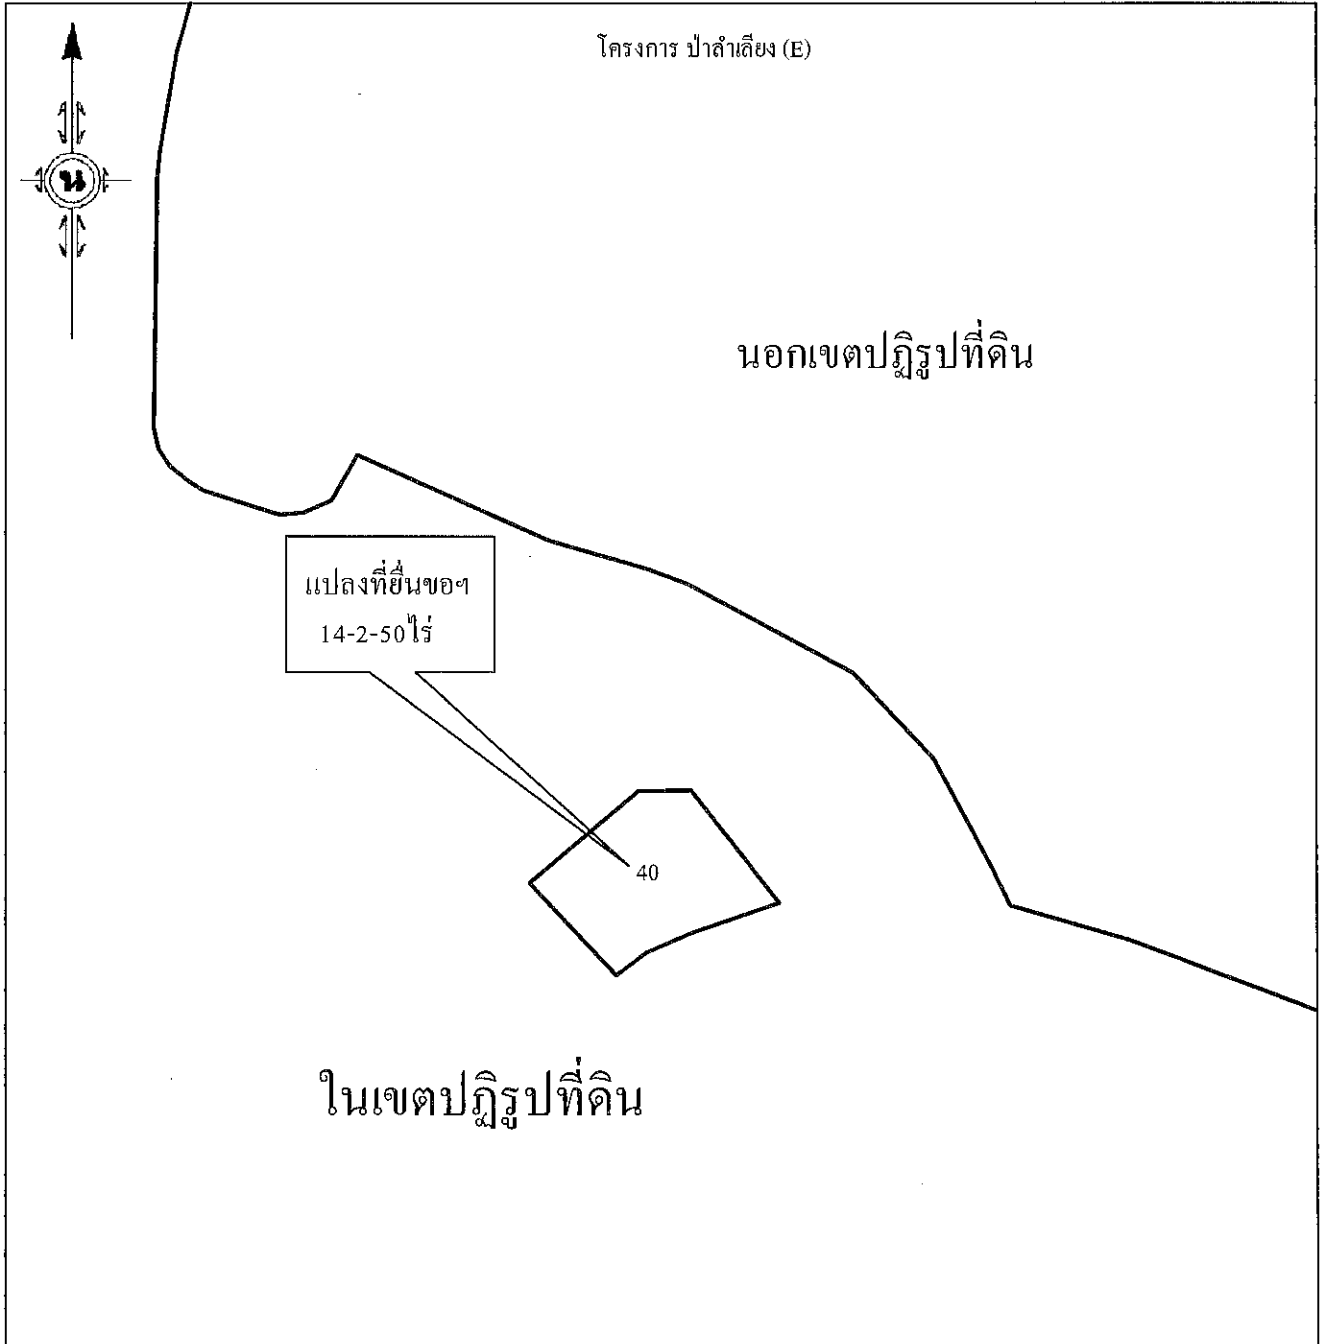 โครงการ ป่าลำเลียง (E)
น
นอกเขตปฏิรูปที่ดิน
แปลงที่ยื่นขอฯ
14-2-50ไร่
40
ในเขตปฏิรูปที่ดิน